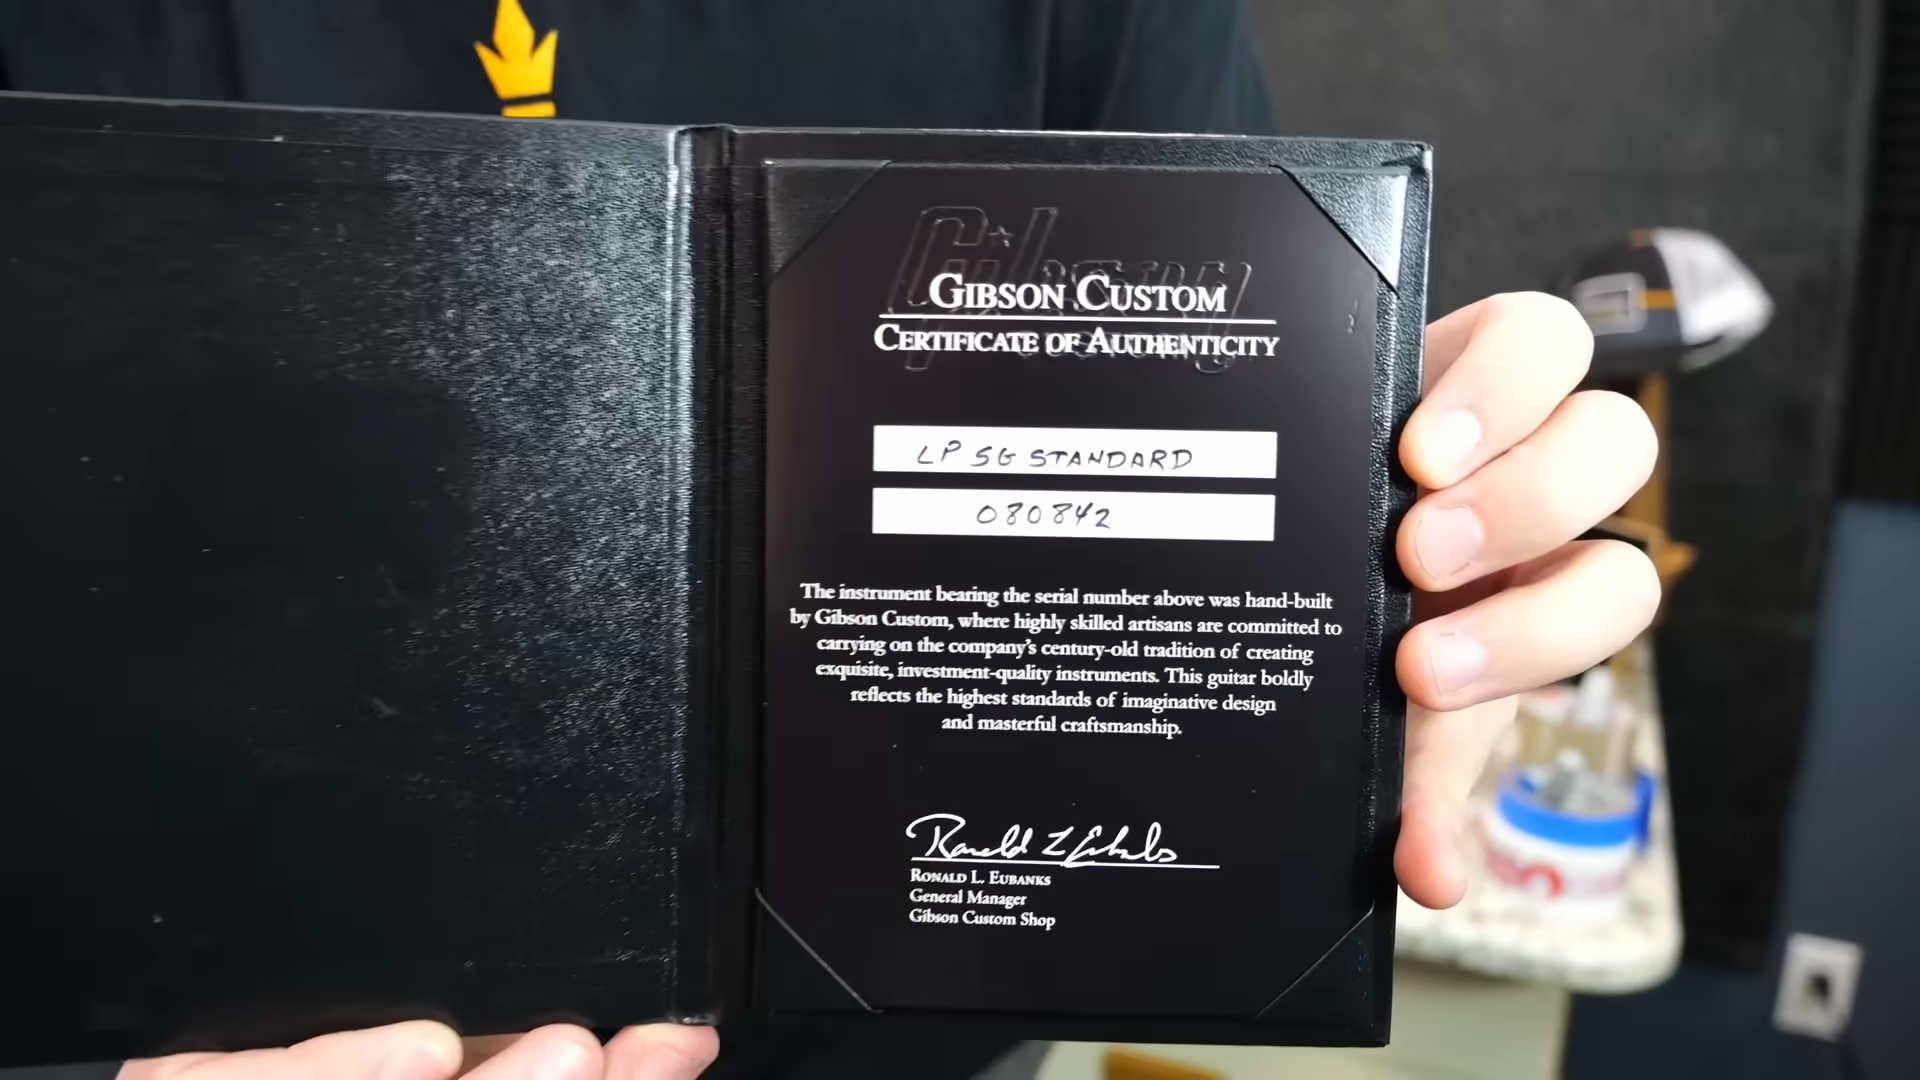 GIBSON CUSTOM
CERTIFICATE OF AUTHENTICITY
LP SG STANDARD
080842
The instrument bearing the serial number above was hand-built
by Gibson Custom, where highly skilled artisans are committed to
carrying on the company's century-old tradition of creating
exquisite, investment-quality instruments. This guitar boldly
reflects the highest standards of imaginative design
and masterful craftsmanship.
Ronald L Eubanks
RONALD L. EUBANKS
General Manager
Gibson Custom Shop